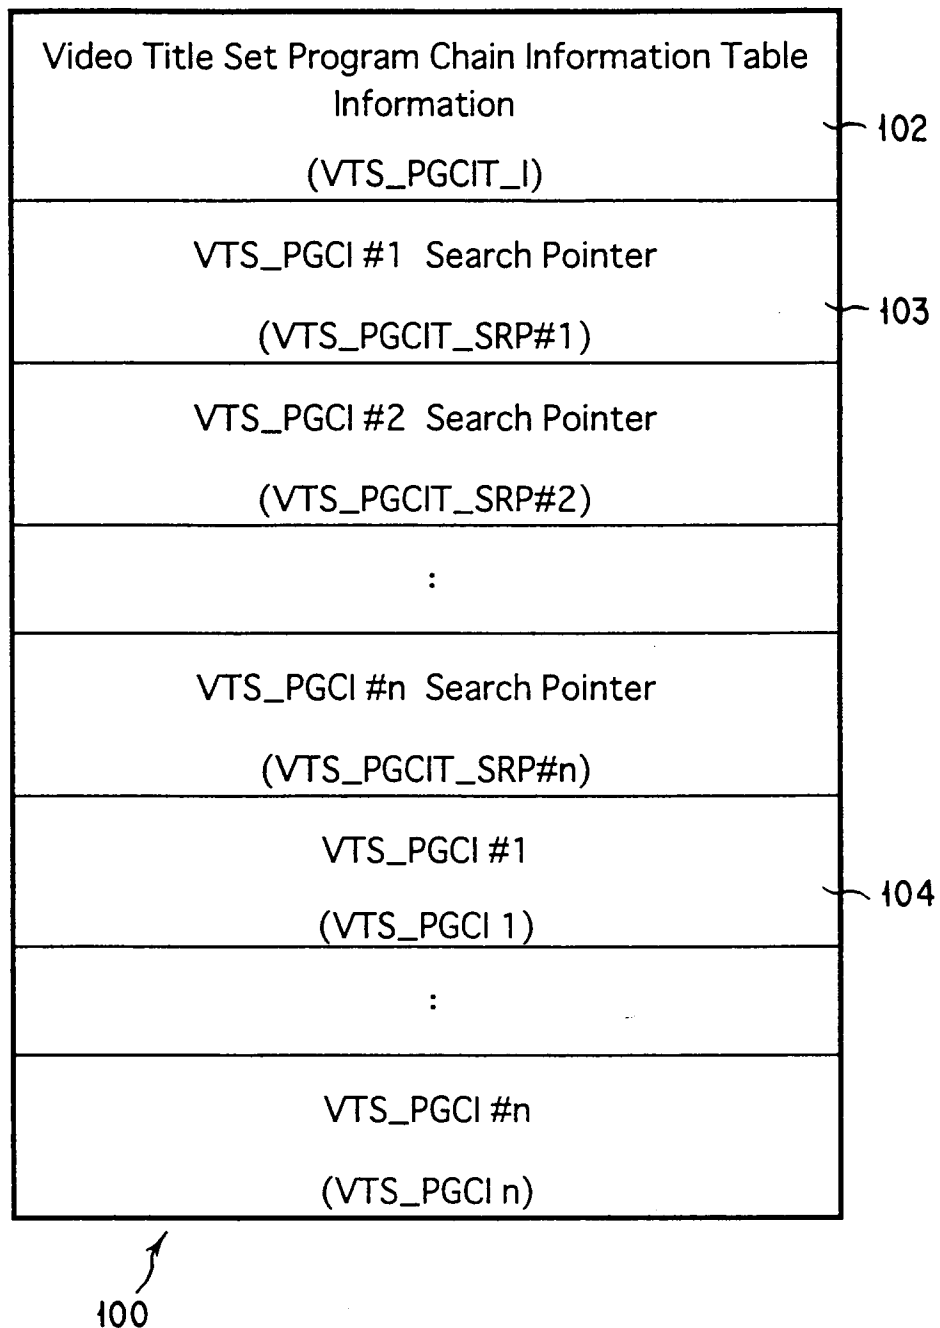 Video Title Set Program Chain Information Table
Information
(VTS_PGCIT_I)
102
VTS_PGCI #1 Search Pointer
(VTS_PGCIT_SRP#1)
103
VTS_PGCI #2 Search Pointer
(VTS_PGCIT_SRP#2)
:
VTS_PGCI #n Search Pointer
(VTS_PGCIT_SRP#n)
VTS_PGCI #1
(VTS_PGCI 1)
104
:
VTS_PGCI #n
(VTS_PGCI n)
100